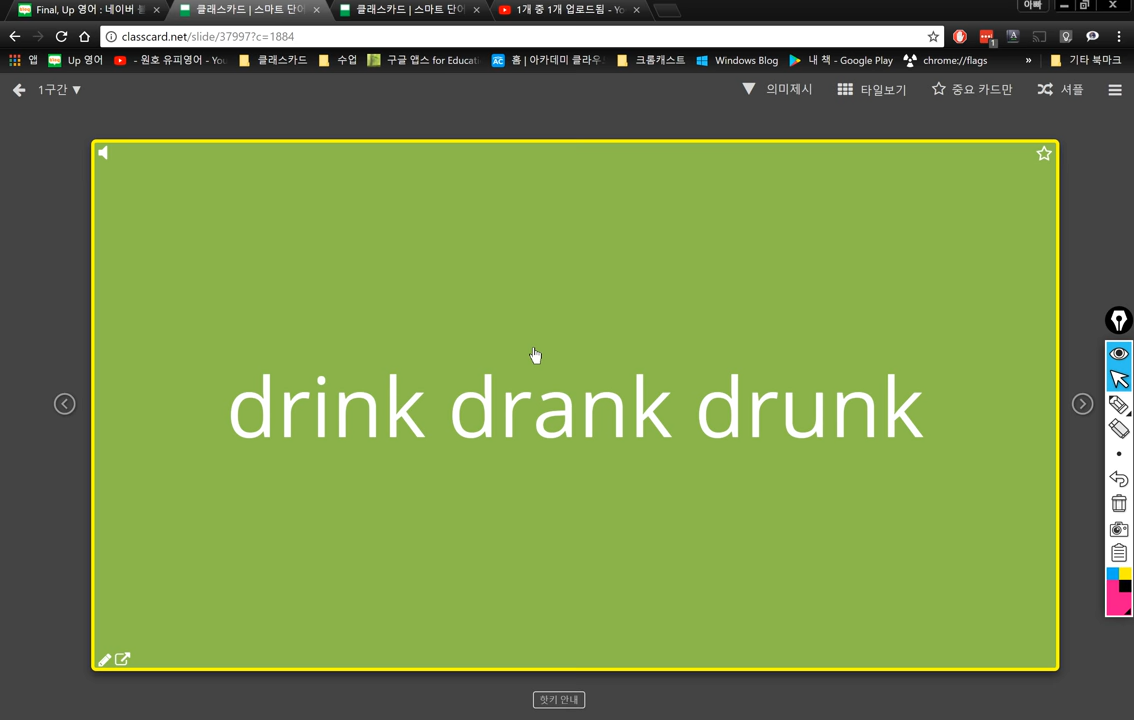 Final, Up 영어 : 네이버 블
클래스카드 | 스마트 단어
클래스카드 | 스마트 단어
1개 중 1개 업로드됨 - Yo
아빠
classcard.net/slide/37997?c=1884
앱
Up 영어
- 원호 유피영어 - You
클래스카드
수업
구글 앱스 for Educati
홈 | 아카데미 클라우
크롬캐스트
Windows Blog
내 책 - Google Play
chrome://flags
»
기타 북마크
1구간 ▼
▼ 의미제시
타일보기
중요 카드만
셔플
drink drank drunk
핫키 안내